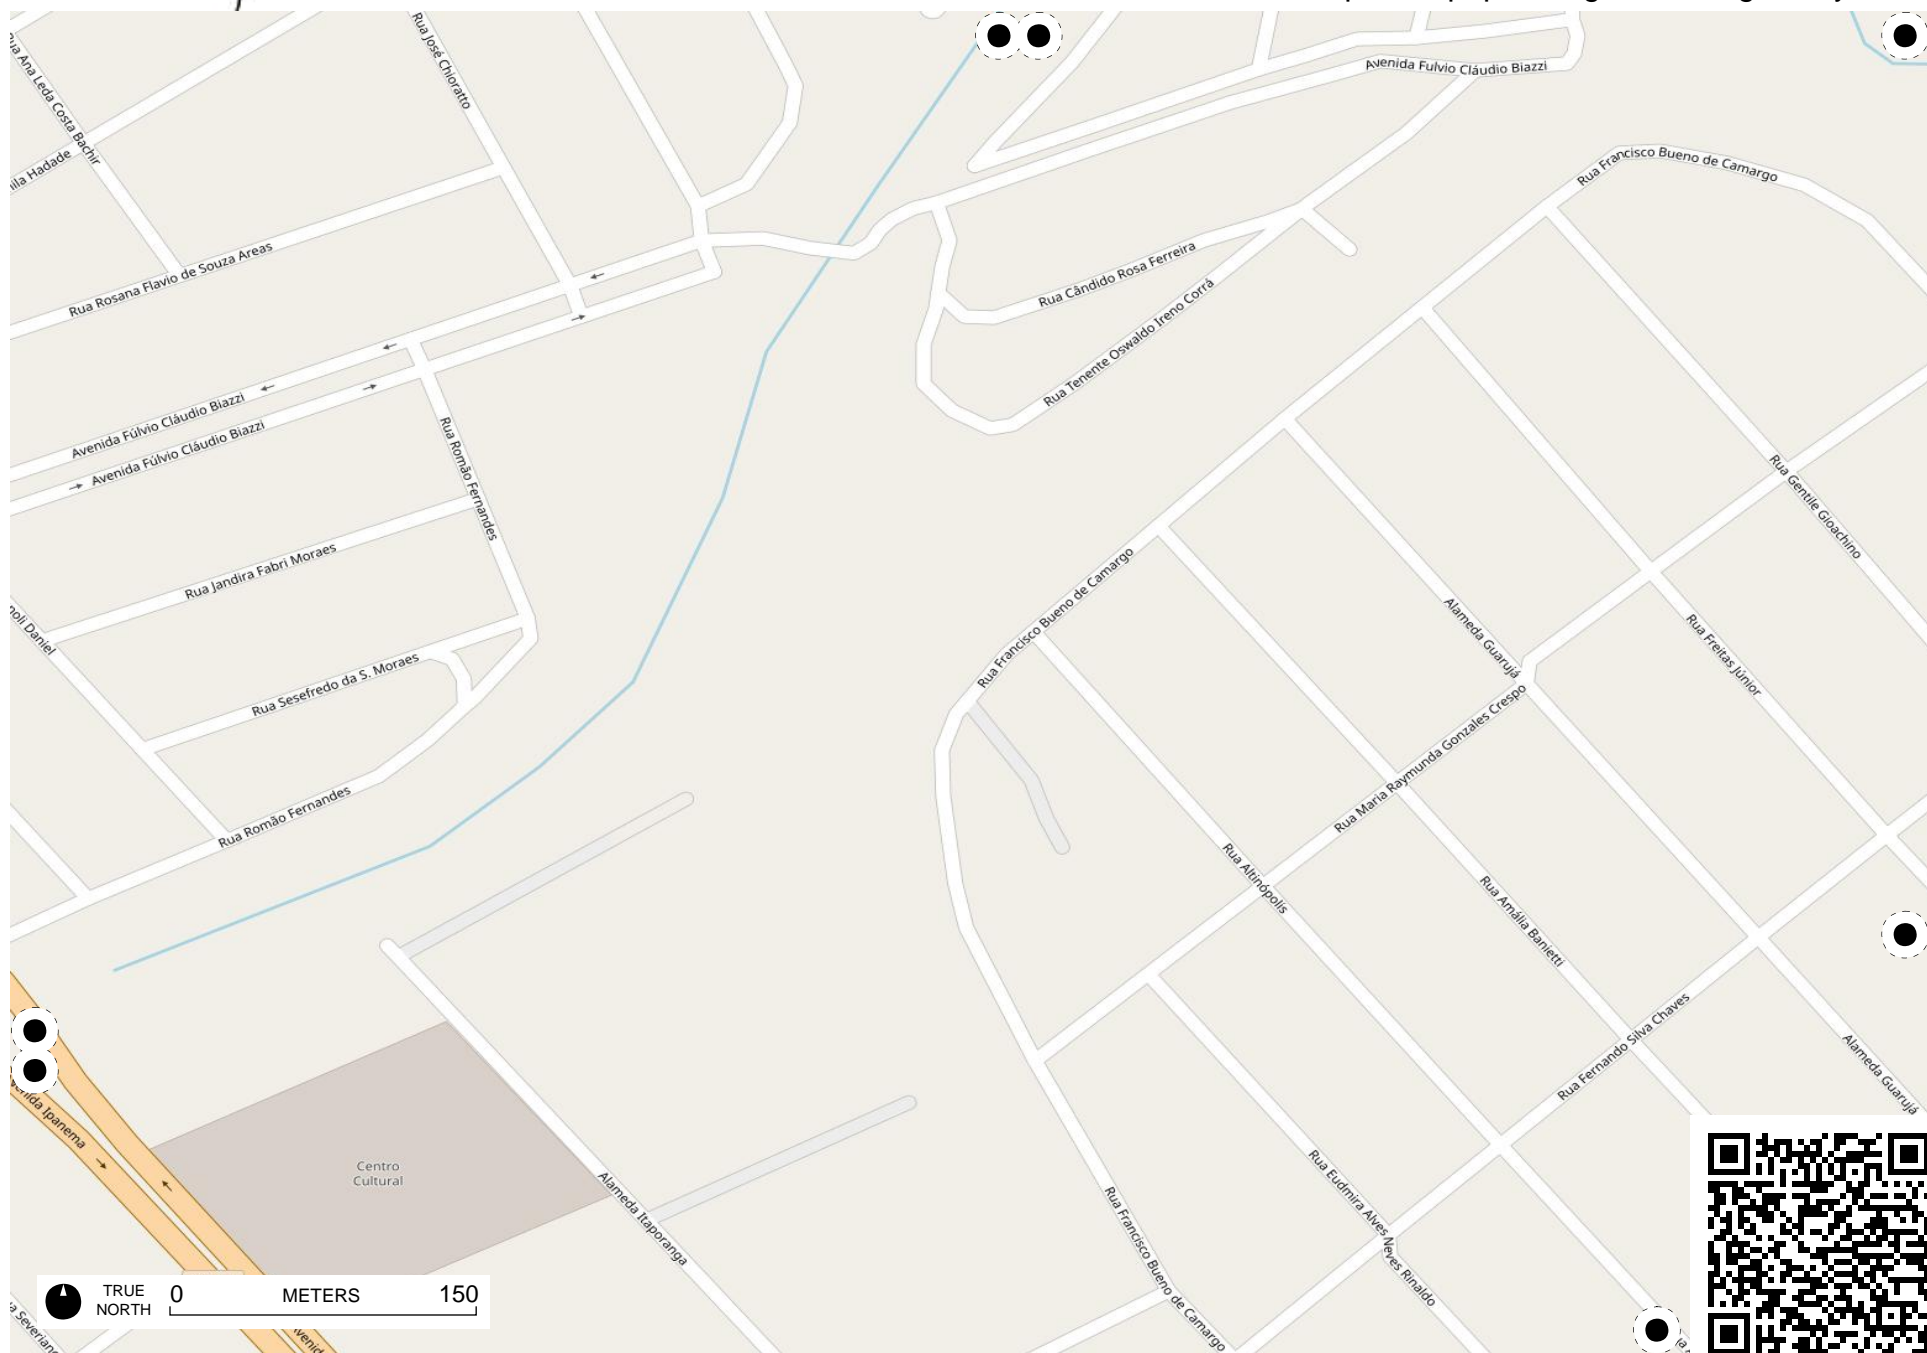 Rua José Chioratto
Rua Ana Leda Costa Bachir
Avenida Fulvio Cláudio Biazzi
Hadade
Rua Francisco Bueno de Camargo
Rua Rosana Flavio de Souza Areas
Rua Cândido Rosa Ferreira
Rua Tenente Oswaldo Ireno Corrá
Avenida Fúlvio Cláudio Biazzi
Avenida Fúlvio Cláudio Biazzi
Rua Romão Fernandes
Rua Gentile Gioachino
Rua Jandira Fabri Moraes
Rua Francisco Bueno de Camargo
Daniel
Alameda Guarujá
Rua Freitas Júnior
Rua Sesefredo da S. Moraes
Rua Maria Raymunda Gonzales Crespo
Rua Romão Fernandes
Rua Altinópolis
Rua Amália Banietti
Rua Fernando Silva Chaves
Alameda Guarujá
Ipanema
Centro
Cultural
Alameda Itaporanga
Rua Eudmira Alves Neves Rinaldo
Rua Francisco Bueno de Camargo
TRUE
NORTH
0 METERS 150